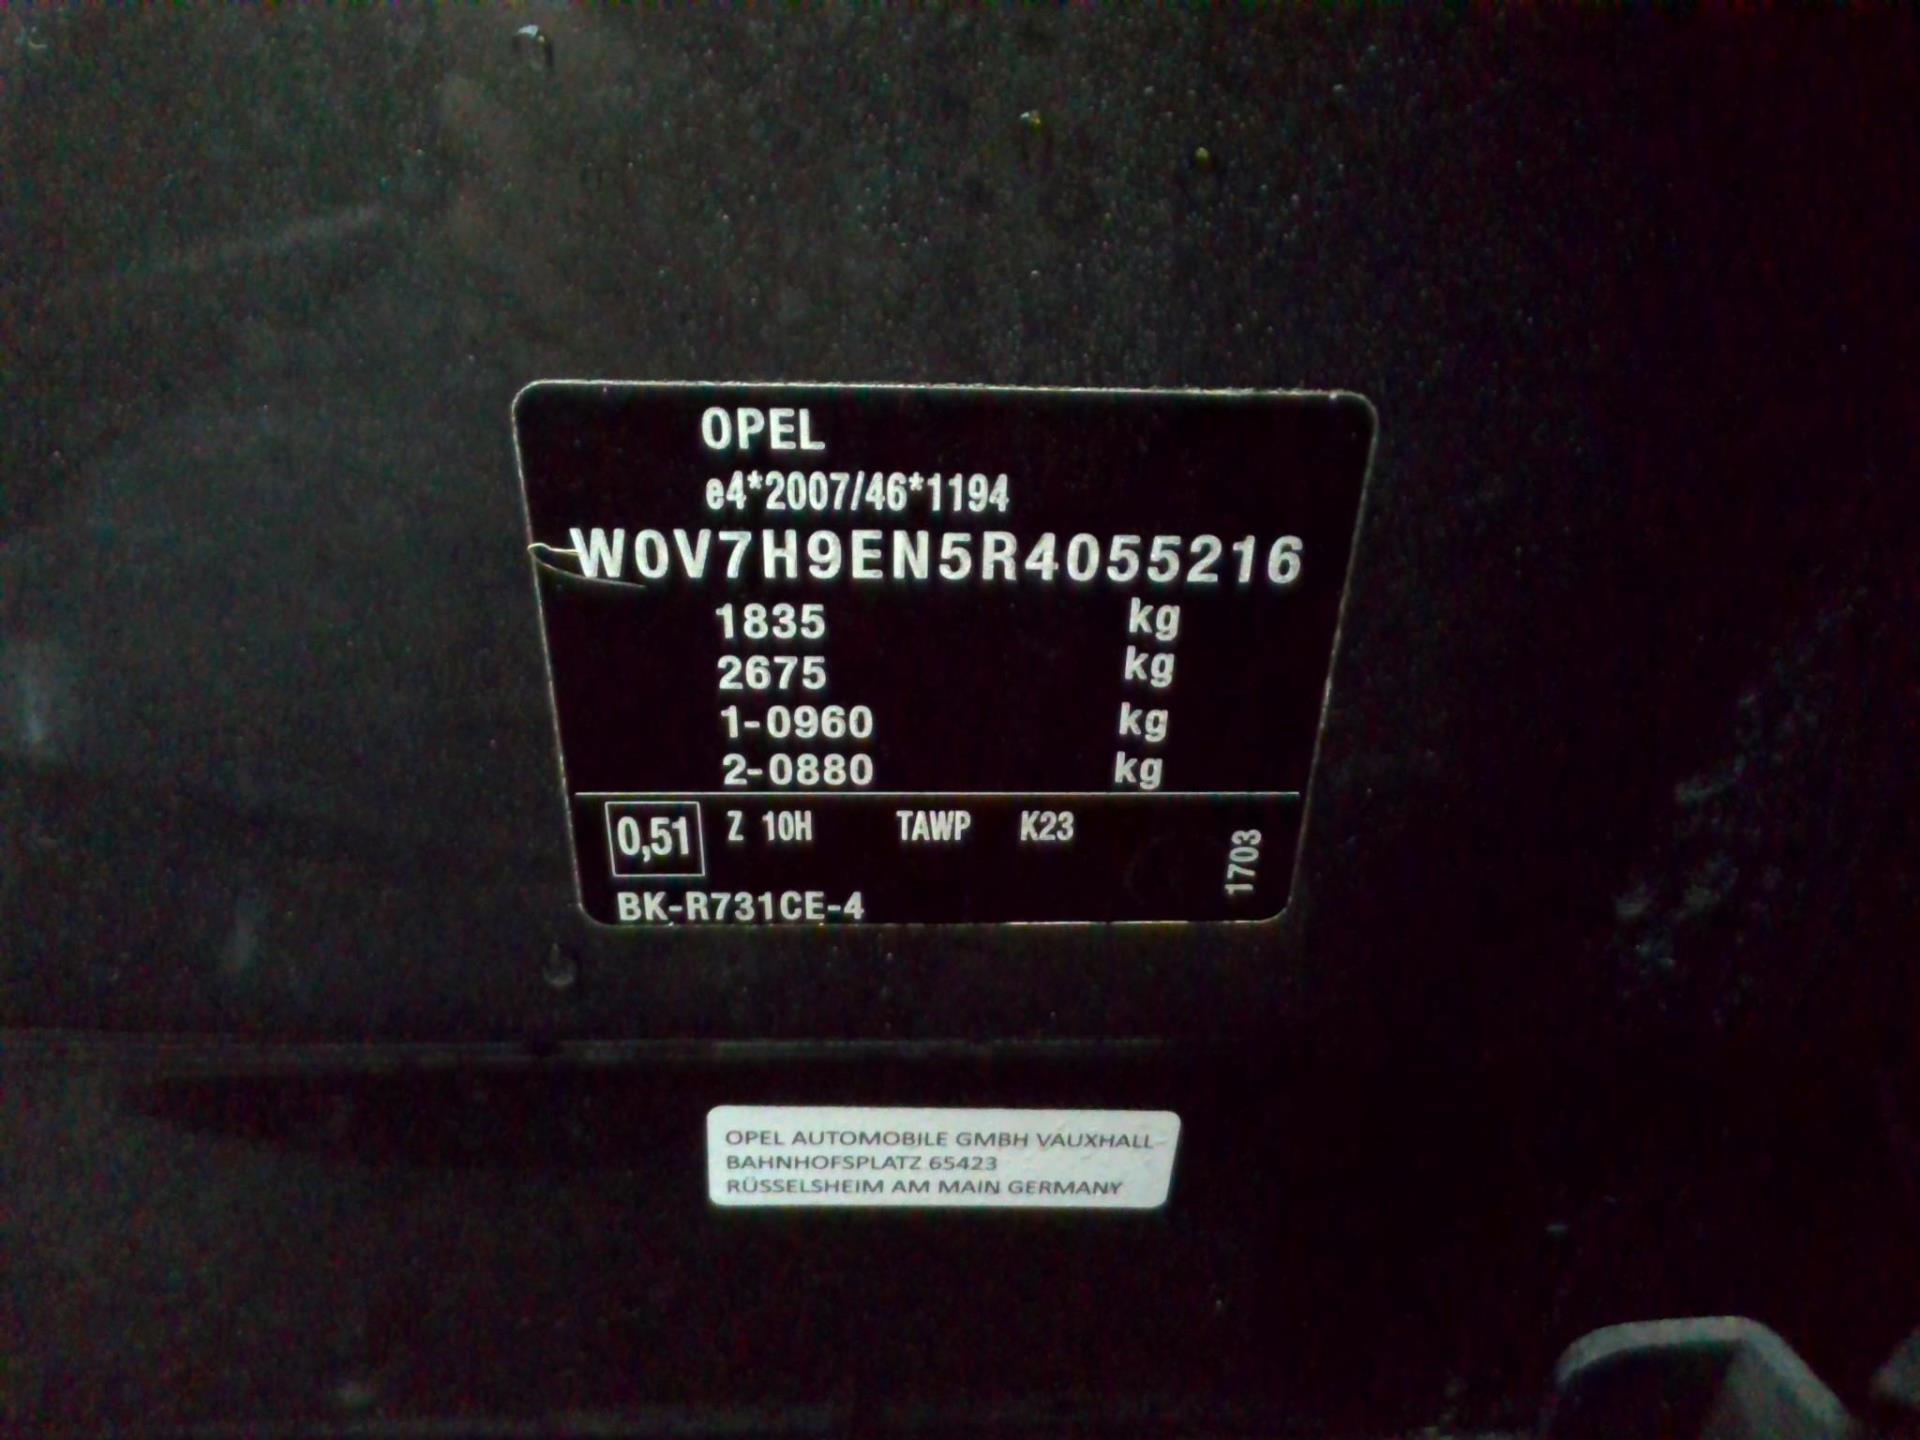 OPEL
e4*2007/46*1194
W0V7H9EN5R4055216
1835 kg
2675 kg
1-0960 kg
2-0880 kg
0,51 Z 10H TAWP K23
1703
BK-R731CE-4
OPEL AUTOMOBILE GMBH VAUXHALL
BAHNHOFSPLATZ 65423
RÜSSELSHEIM AM MAIN GERMANY